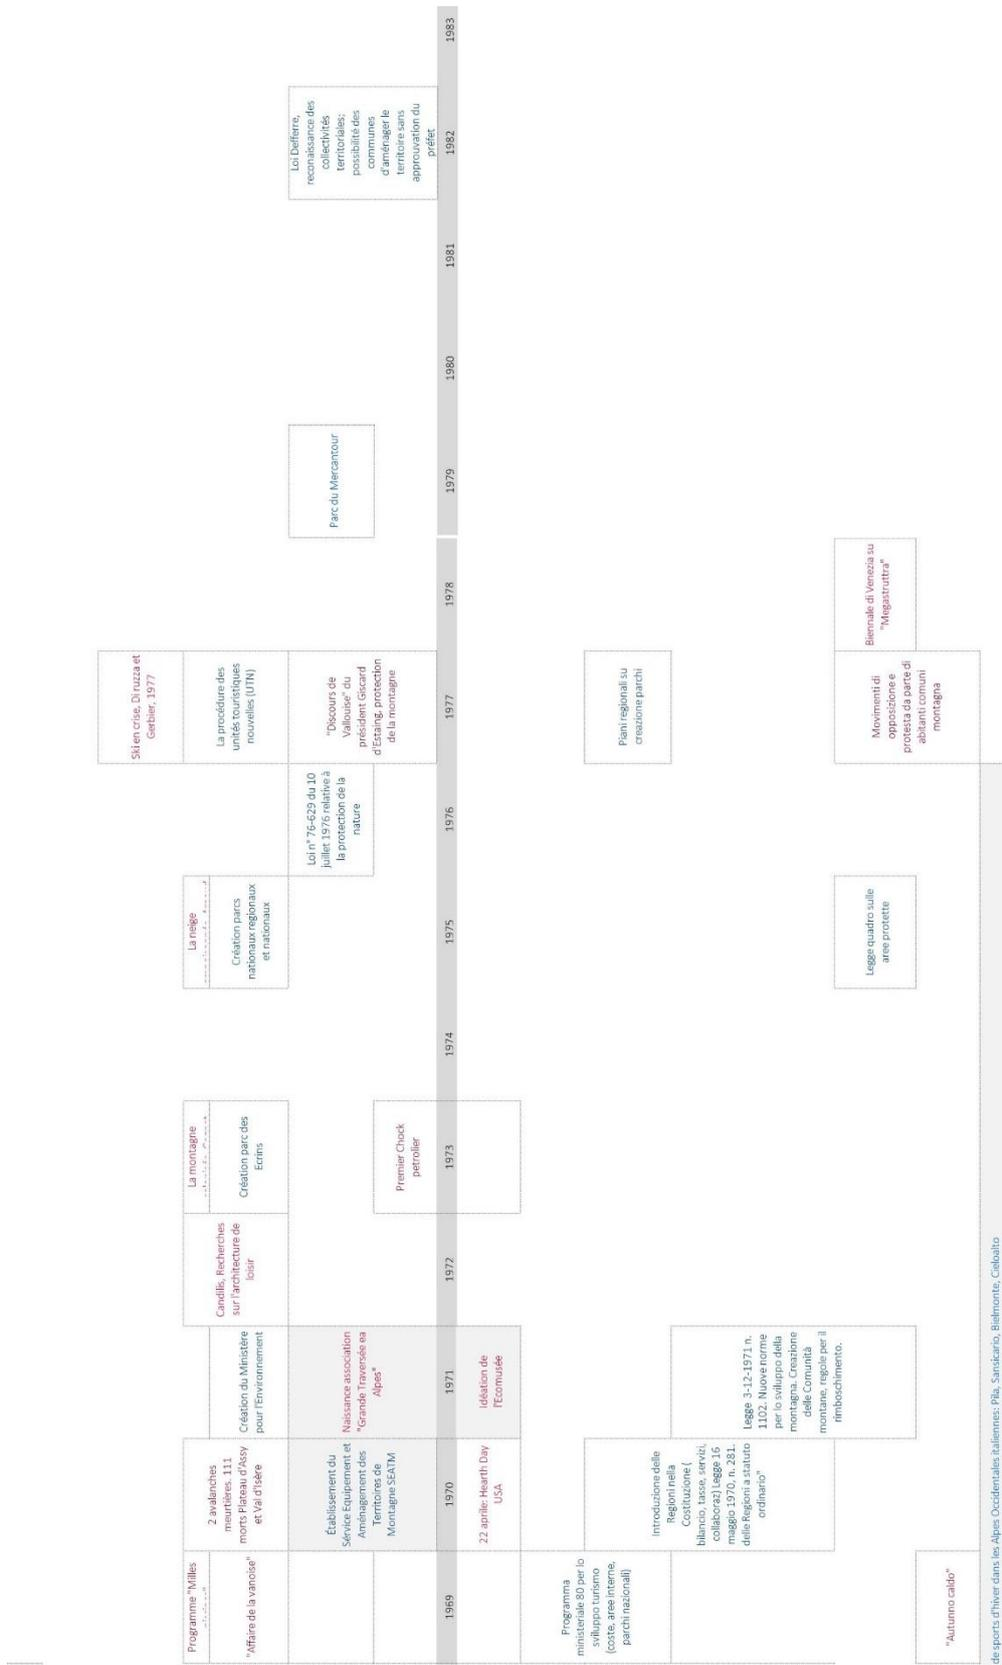 Ski en crise, Di ruzza et
Gerbier, 1977
Programme "Milles
La montagne
La neige
"Affaire de la vanoise"
2 avalanches
meurtières. 111
morts Plateau d'Assy
et Val d'Isère
Création du Ministère
pour l'Environnement
Candilis, Recherches
sur l'architecture de
loisir
Création parc des
Ecrins
Création parcs
nationaux regionaux
et nationaux
La procédure des
unités touristiques
nouvelles (UTN)
Établissement du
Sérvice Equipement et
Aménagement des
Territoires de
Montagne SEATM
Naissance association
"Grande Traversée ea
Alpes"
Premier Chock
petrolier
Loi n° 76-629 du 10
juillet 1976 relative à
la protection de la
nature
"Discours de
Vallouise" du
président Giscard
d'Estaing, protection
de la montagne
Parc du Mercantour
Loi Defferre,
reconaissance des
collectivités
territoriales;
possibilité des
communes
d'aménager le
territoire sans
approuvation du
préfet
1969
1970
1971
1972
1973
1974
1975
1976
1977
1978
1979
1980
1981
1982
1983
22 aprile: Hearth Day
USA
Idéation de
l'Ecomusée
Programma
ministeriale 80 per lo
sviluppo turismo
(coste, aree interne,
parchi nazionali)
Introduzione delle
Regioni nella
Costituzione (
bilancio, tasse, servizi,
collaboraz) Legge 16
maggio 1970, n. 281.
delle Regioni a statuto
ordinario"
Legge 3-12-1971 n.
1102. Nuove norme
per lo sviluppo della
montagna. Creazione
delle Comunità
montane, regole per il
rimboschimento.
Piani regionali su
creazione parchi
Legge quadro sulle
aree protette
Movimenti di
opposizione e
protesta da parte di
abitanti comuni
montagna
Biennale di Venezia su
"Megastruttra"
"Autunno caldo"
de sports d'hiver dans les Alpes Occidentales italiennes: Pila, Sansicario, Bielmonte, Cieloalto